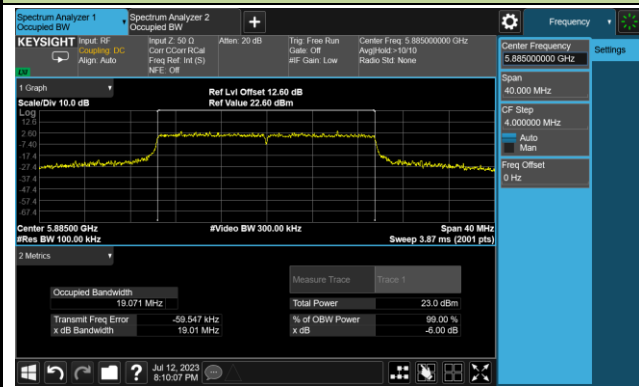 Spectrum Analyzer 1
Occupied BW
Spectrum Analyzer 2
Occupied BW
Frequency
KEYSIGHT
Input: RF
Coupling: DC
Align: Auto
Input Z: 50 Ω
Corr CCorr RCal
Freq Ref: Int (S)
NFE: Off
Atten: 20 dB
Trig: Free Run
Gate: Off
#IF Gain: Low
Center Freq: 5.885000000 GHz
Avg|Hold:>10/10
Radio Std: None
Center Frequency
5.885000000 GHz
Settings
Span
40.000 MHz
CF Step
4.000000 MHz
Auto
Man
Freq Offset
0 Hz
1 Graph
Ref Lvl Offset 12.60 dB
Scale/Div 10.0 dB
Ref Value 22.60 dBm
Log
12.6
2.60
-7.40
-17.4
-27.4
-37.4
-47.4
-57.4
-67.4
Center 5.88500 GHz
#Video BW 300.00 kHz
Span 40 MHz
#Res BW 100.00 kHz
Sweep 3.87 ms (2001 pts)
2 Metrics
Measure Trace
Trace 1
Occupied Bandwidth
19.071 MHz
Total Power
23.0 dBm
Transmit Freq Error
-59.547 kHz
% of OBW Power
99.00 %
x dB Bandwidth
19.01 MHz
x dB
-6.00 dB
Jul 12, 2023
8:10:07 PM